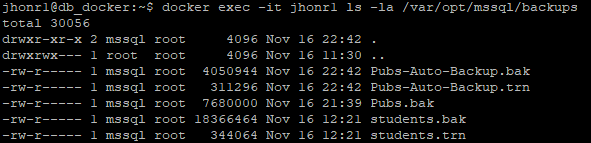 jhonrl@db_docker:~$ docker exec -it jhonrl ls -la /var/opt/mssql/backups
total 30056
drwxr-xr-x 2 mssql root     4096 Nov 16 22:42 .
drwxrwx--- 1 root  root     4096 Nov 16 11:30 ..
-rw-r----- 1 mssql root  4050944 Nov 16 22:42 Pubs-Auto-Backup.bak
-rw-r----- 1 mssql root   311296 Nov 16 22:42 Pubs-Auto-Backup.trn
-rw-r----- 1 mssql root  7680000 Nov 16 21:39 Pubs.bak
-rw-r----- 1 mssql root 18366464 Nov 16 12:21 students.bak
-rw-r----- 1 mssql root   344064 Nov 16 12:21 students.trn